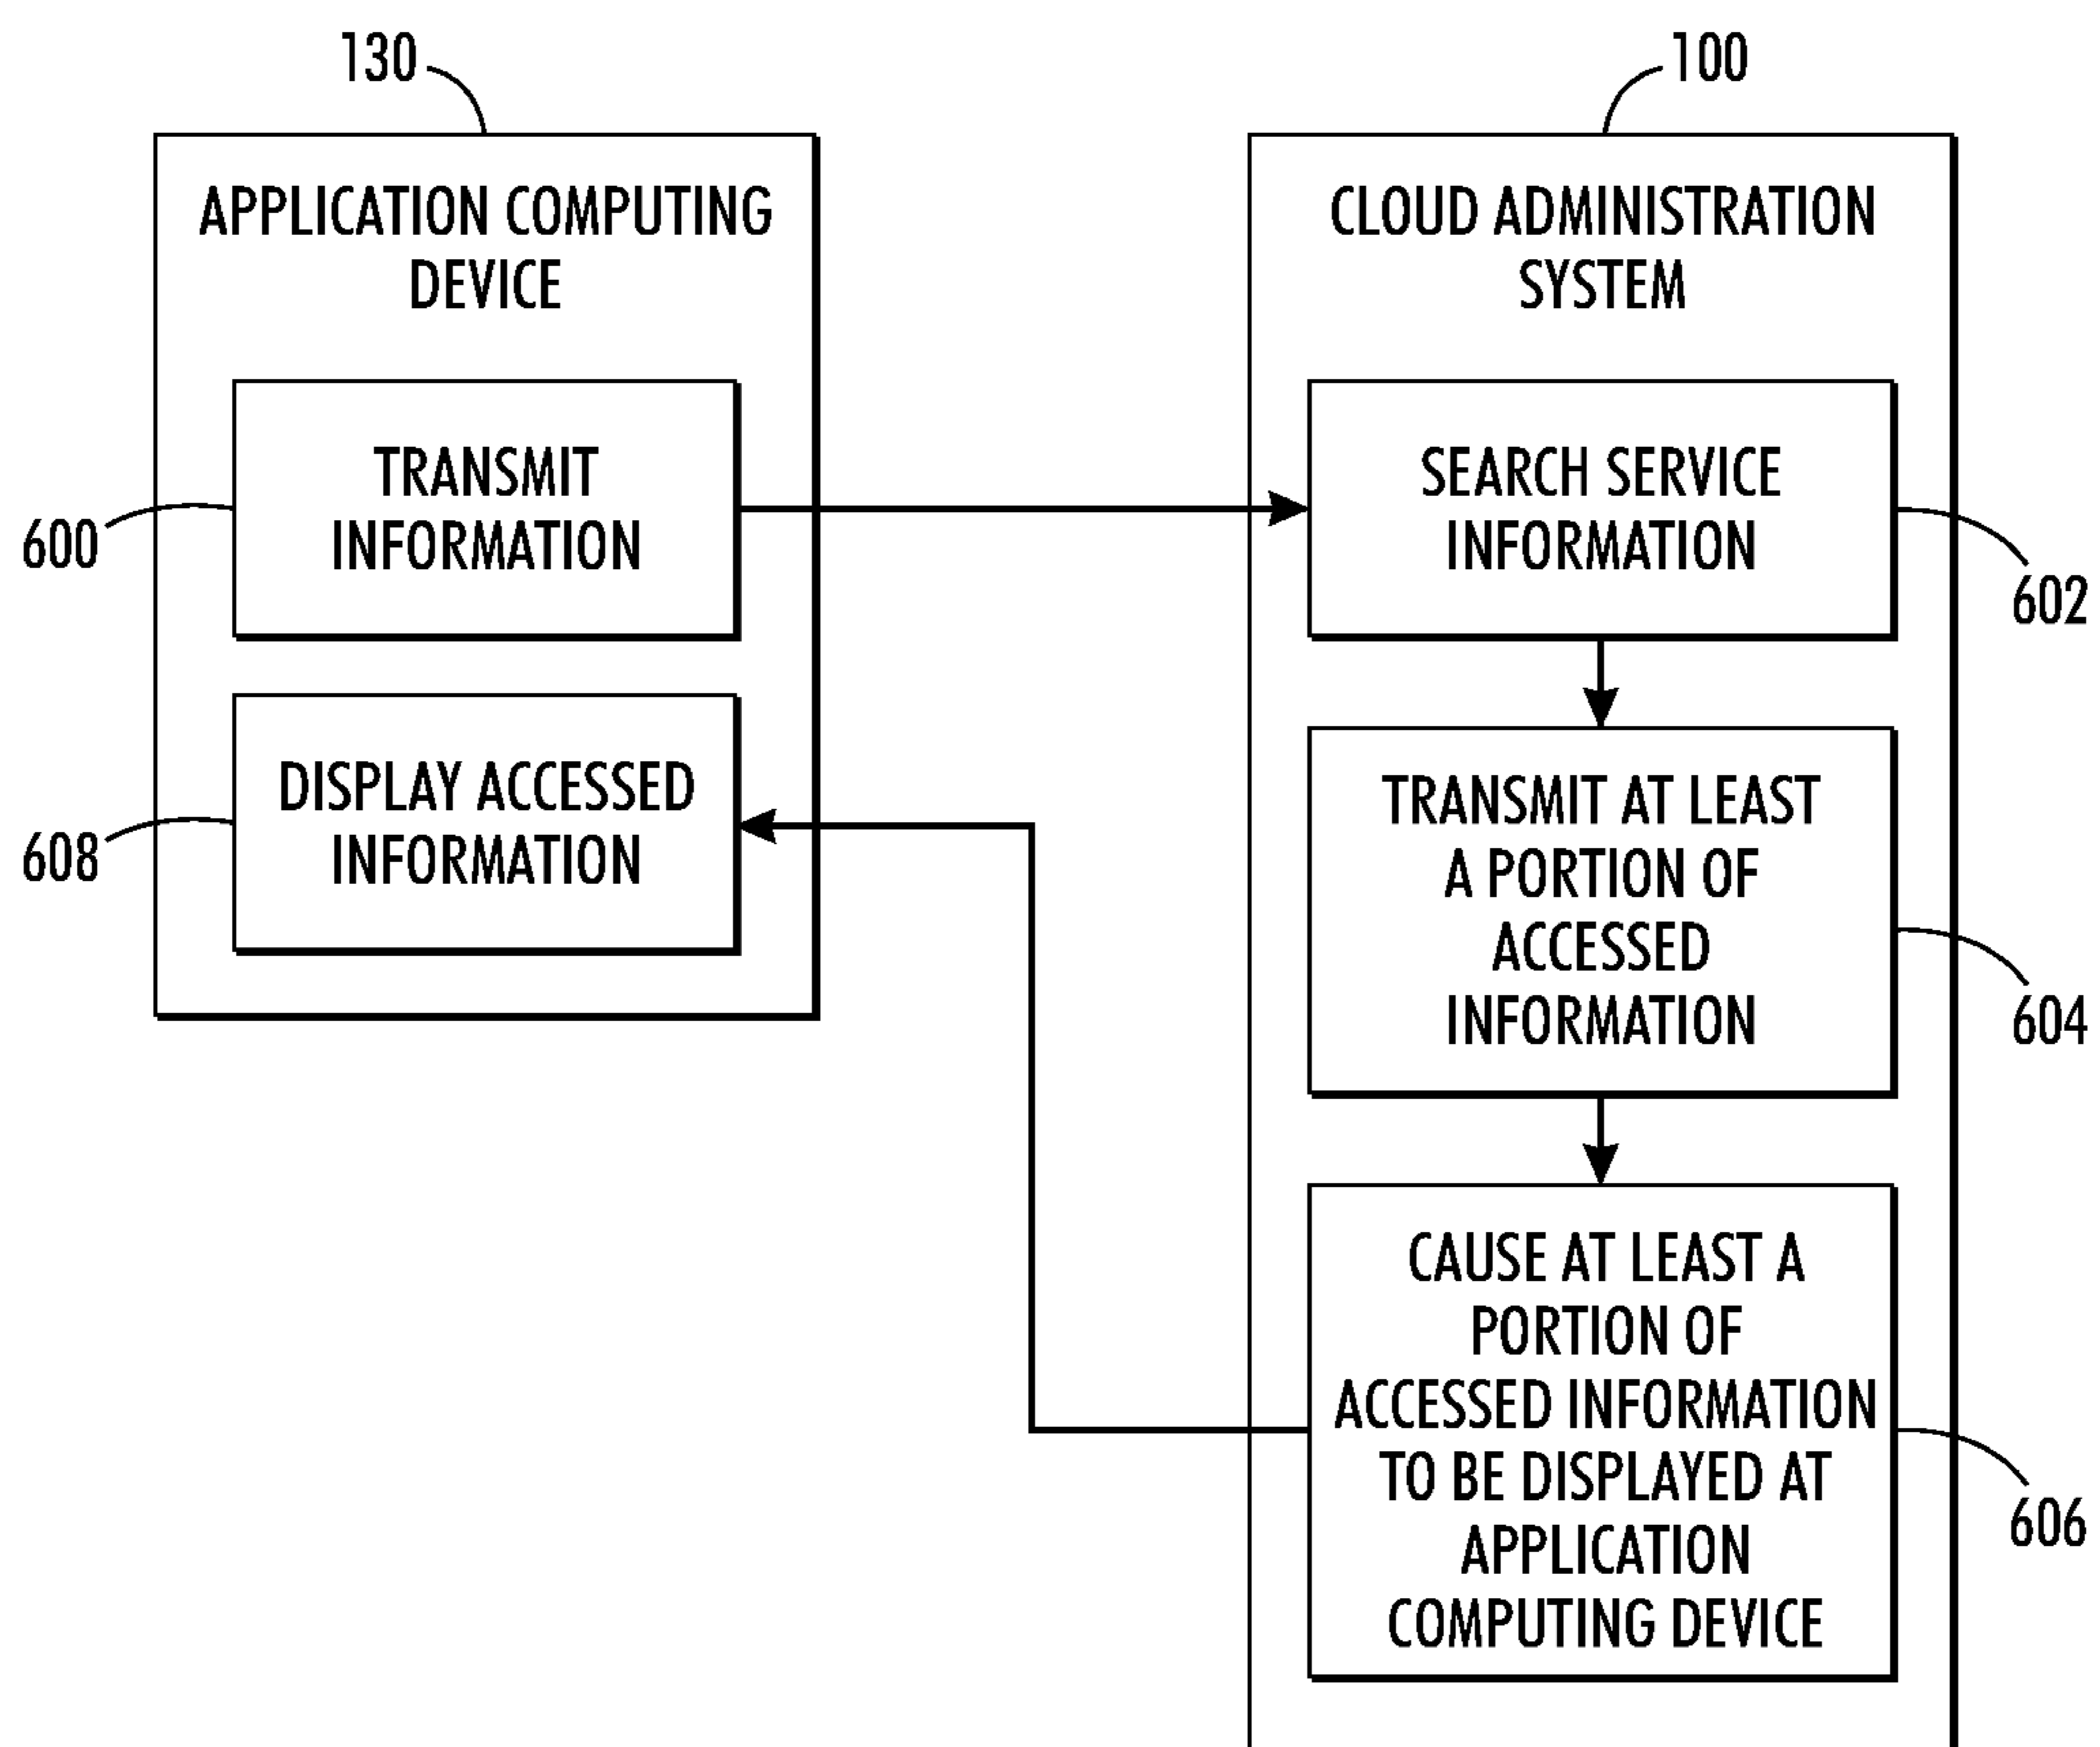 130
APPLICATION COMPUTING
DEVICE
TRANSMIT
INFORMATION
600
DISPLAY ACCESSED
INFORMATION
608
100
CLOUD ADMINISTRATION
SYSTEM
SEARCH SERVICE
INFORMATION
602
TRANSMIT AT LEAST
A PORTION OF
ACCESSED
INFORMATION
604
CAUSE AT LEAST A
PORTION OF
ACCESSED INFORMATION
TO BE DISPLAYED AT
APPLICATION
COMPUTING DEVICE
606